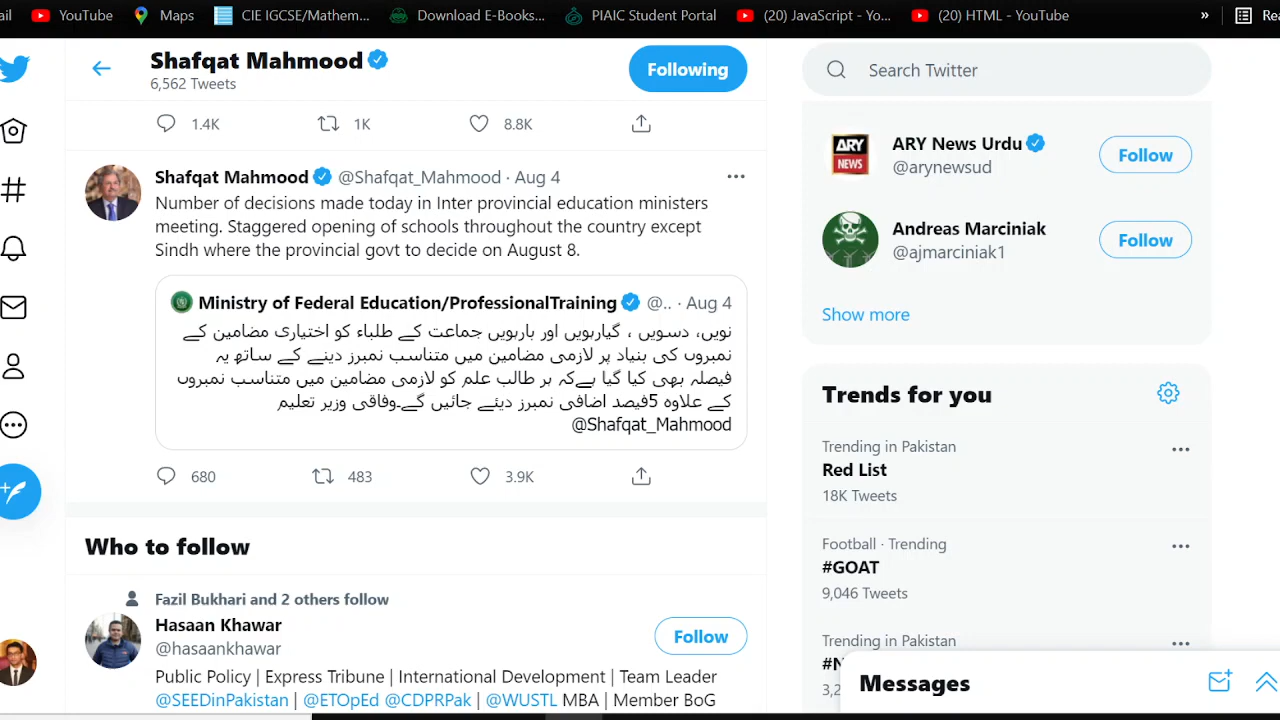 ail
YouTube
Maps
CIE IGCSE/Mathem...
Download E-Books...
PIAIC Student Portal
(20) JavaScript - Yo...
(20) HTML - YouTube
»
Rea
Shafqat Mahmood
6,562 Tweets
Following
1.4K 1K 8.8K
Shafqat Mahmood @Shafqat_Mahmood · Aug 4
Number of decisions made today in Inter provincial education ministers
meeting. Staggered opening of schools throughout the country except
Sindh where the provincial govt to decide on August 8.
Ministry of Federal Education/ProfessionalTraining @.. · Aug 4
نویں، دسویں ، گیارہویں اور بارہویں جماعت کے طلباء کو اختیاری مضامین کے
نمبروں کی بنیاد پر لازمی مضامین میں متناسب نمبرز دینے کے ساتھ یہ
فیصلہ بھی کیا گیا ہےکہ ہر طالب علم کو لازمی مضامین میں متناسب نمبروں
کے علاوہ 5فیصد اضافی نمبرز دیئے جائیں گے۔وفاقی وزیر تعلیم
@Shafqat_Mahmood
680 483 3.9K
Who to follow
Fazil Bukhari and 2 others follow
Hasaan Khawar
@hasaankhawar
Follow
Public Policy | Express Tribune | International Development | Team Leader
@SEEDinPakistan | @ETOpEd @CDPRPak | @WUSTL MBA | Member BoG
Search Twitter
ARY NEWS
ARY News Urdu
@arynewsud
Follow
Andreas Marciniak
@ajmarciniak1
Follow
Show more
Trends for you
Trending in Pakistan
Red List
18K Tweets
Football · Trending
#GOAT
9,046 Tweets
Trending in Pakistan
Messages